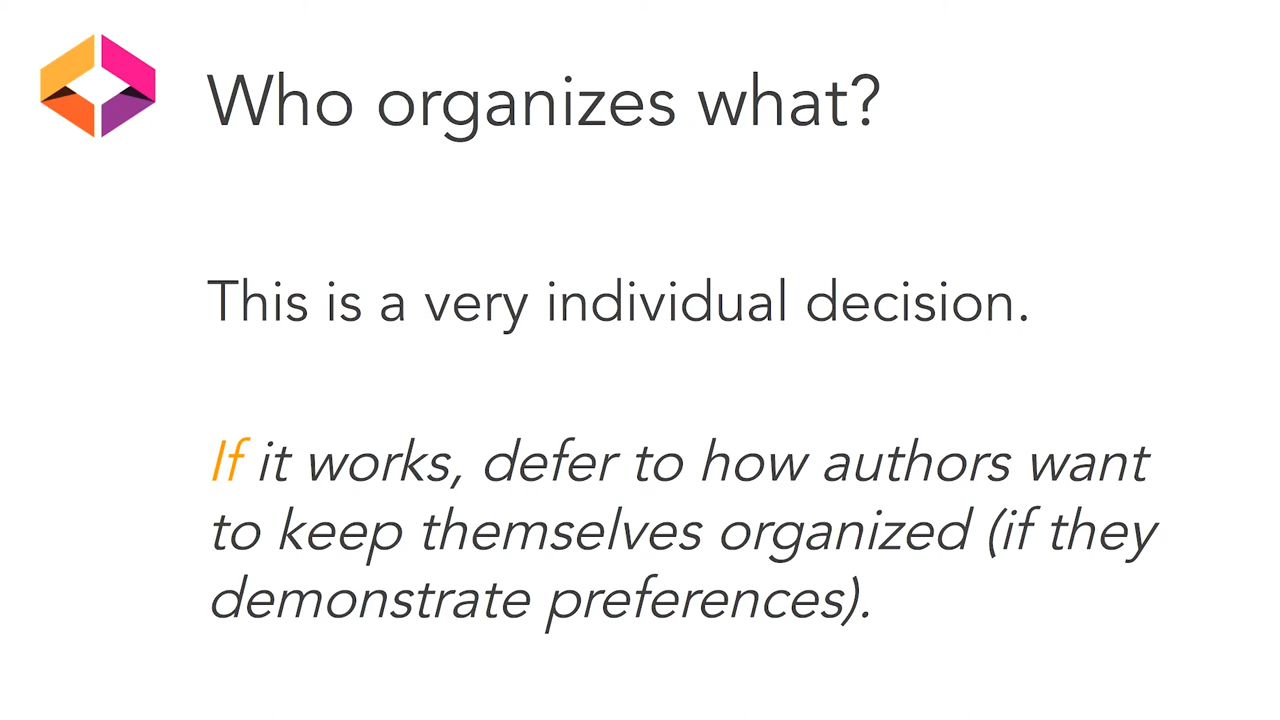 Who organizes what?
This is a very individual decision.
If it works, defer to how authors want
to keep themselves organized (if they
demonstrate preferences).